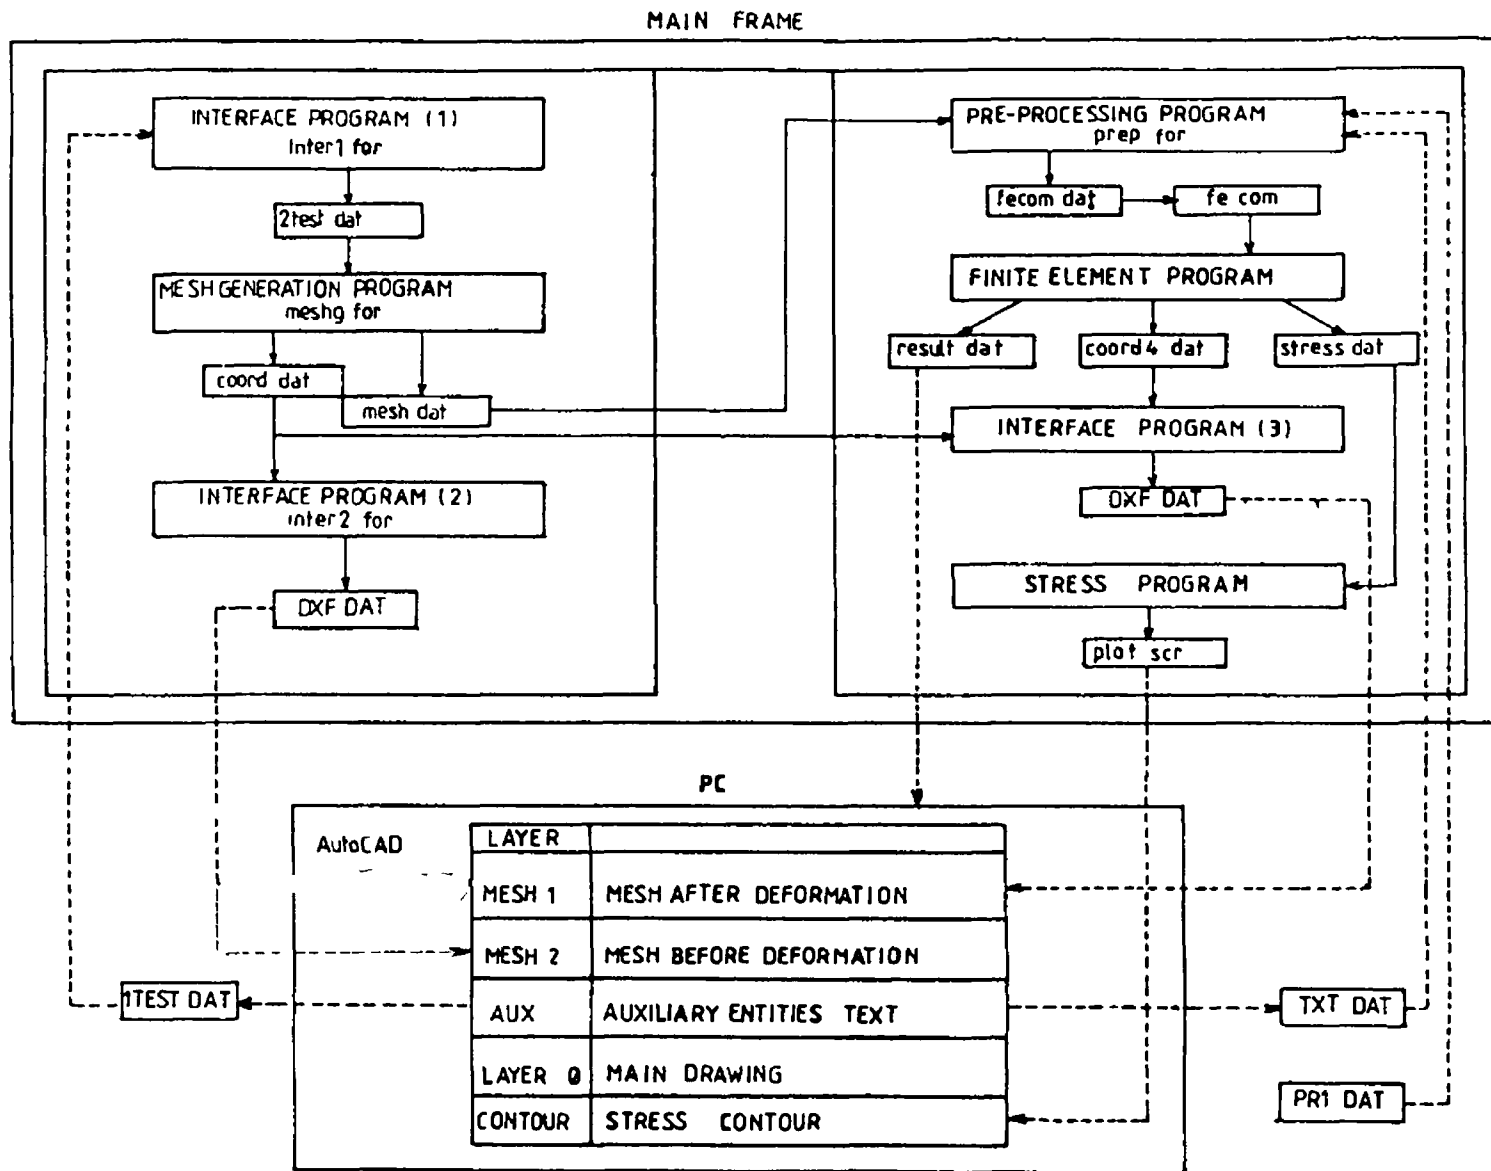 MAIN FRAME
INTERFACE PROGRAM (1)
inter1 for
2test dat
MESH GENERATION PROGRAM
meshg for
coord dat
mesh dat
INTERFACE PROGRAM (2)
inter2 for
DXF DAT
PRE-PROCESSING PROGRAM
prep for
fecom dat
fe com
FINITE ELEMENT PROGRAM
result dat
coord4 dat
stress dat
INTERFACE PROGRAM (3)
DXF DAT
STRESS PROGRAM
plot scr
PC
AutoCAD
LAYER
MESH 1 MESH AFTER DEFORMATION
MESH 2 MESH BEFORE DEFORMATION
AUX AUXILIARY ENTITIES TEXT
LAYER 0 MAIN DRAWING
CONTOUR STRESS CONTOUR
1TEST DAT
TXT DAT
PR1 DAT